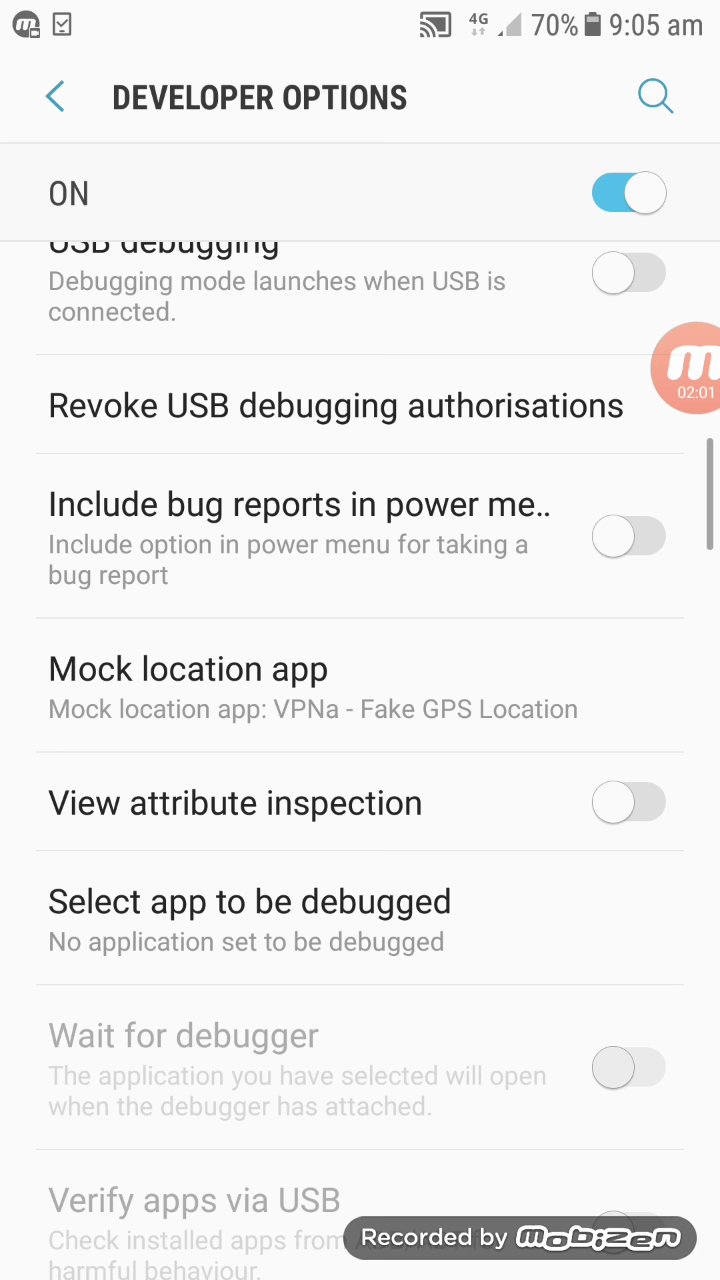 4G 70% 9:05 am
DEVELOPER OPTIONS
ON
USB debugging
Debugging mode launches when USB is
connected.
02:01
Revoke USB debugging authorisations
Include bug reports in power me..
Include option in power menu for taking a
bug report
Mock location app
Mock location app: VPNa - Fake GPS Location
View attribute inspection
Select app to be debugged
No application set to be debugged
Wait for debugger
The application you have selected will open
when the debugger has attached.
Verify apps via USB
Check installed apps from
Recorded by mobizen
harmful behaviour.